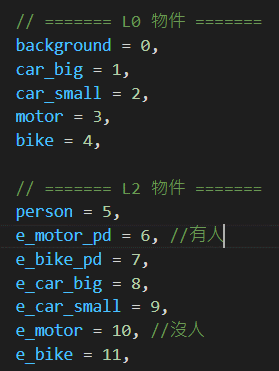 // ======= L0 物件 =======
background = 0,
car_big = 1,
car_small = 2,
motor = 3,
bike = 4,
// ======= L2 物件 =======
person = 5,
e_motor_pd = 6, //有人
e_bike_pd = 7,
e_car_big = 8,
e_car_small = 9,
e_motor = 10, //沒人
e_bike = 11,